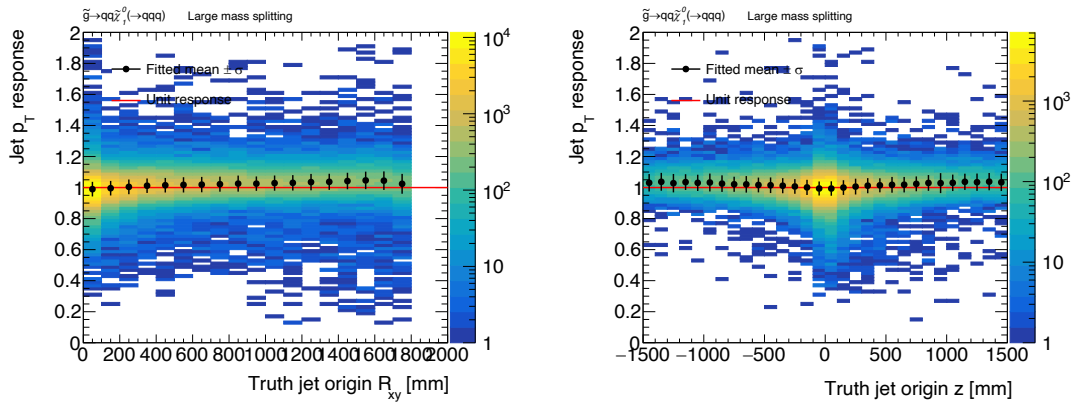 g̃→qqχ̃₁⁰(→qqq) Large mass splitting
Jet p_T response
2
1.8
1.6
1.4
1.2
1
0.8
0.6
0.4
0.2
0
Fitted mean ± σ
Unit response
0 200 400 600 800 1000 1200 1400 1600 1800 2000
Truth jet origin R_xy [mm]
10⁴
10³
10²
10
1
g̃→qqχ̃₁⁰(→qqq) Large mass splitting
Jet p_T response
2
1.8
1.6
1.4
1.2
1
0.8
0.6
0.4
0.2
0
Fitted mean ± σ
Unit response
−1500 −1000 −500 0 500 1000 1500
Truth jet origin z [mm]
10³
10²
10
1